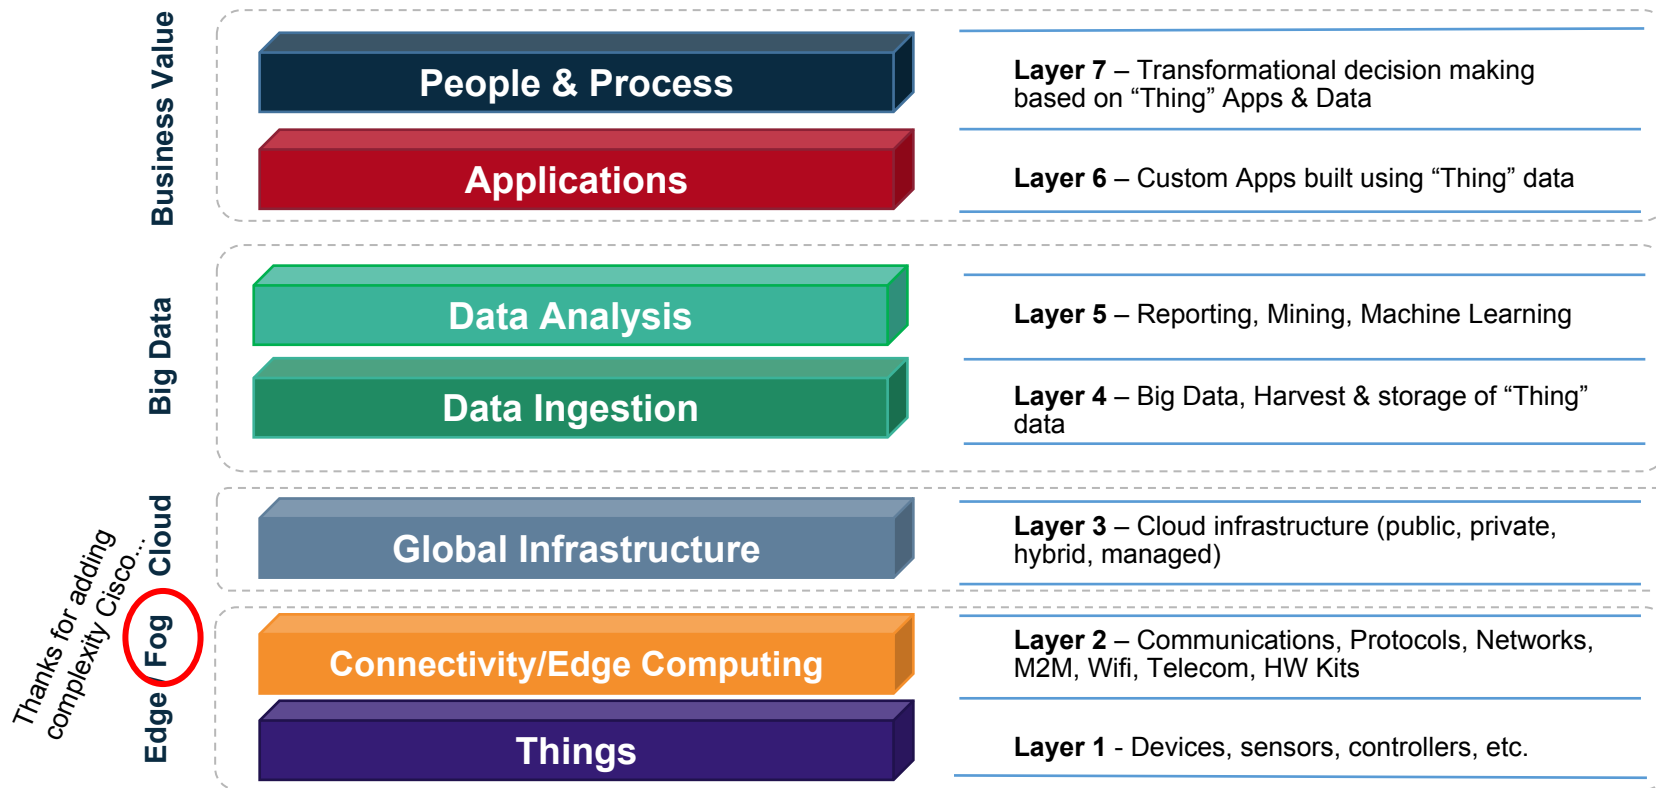 Business Value
People & Process
Layer 7 – Transformational decision making
based on “Thing” Apps & Data
Applications
Layer 6 – Custom Apps built using “Thing” data
Big Data
Data Analysis
Layer 5 – Reporting, Mining, Machine Learning
Data Ingestion
Layer 4 – Big Data, Harvest & storage of “Thing”
data
Cloud
Global Infrastructure
Layer 3 – Cloud infrastructure (public, private,
hybrid, managed)
Thanks for adding
complexity Cisco...
Edge / Fog
Connectivity/Edge Computing
Layer 2 – Communications, Protocols, Networks,
M2M, Wifi, Telecom, HW Kits
Things
Layer 1 - Devices, sensors, controllers, etc.